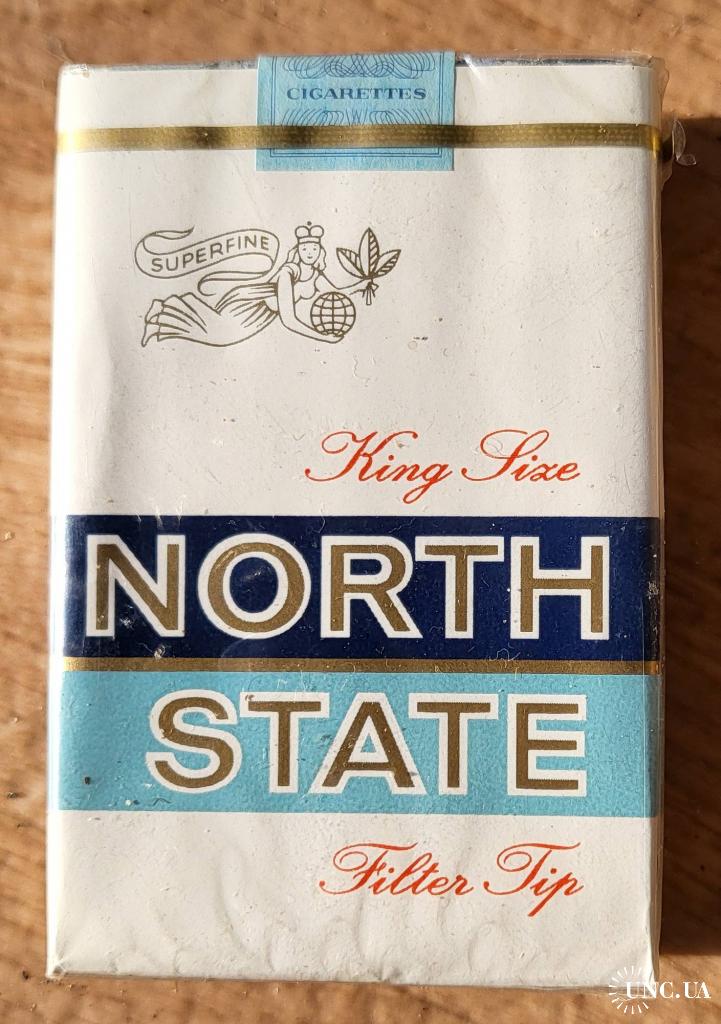 CIGARETTES
SUPERFINE
King Size
NORTH
STATE
Filter Tip
UNC.UA